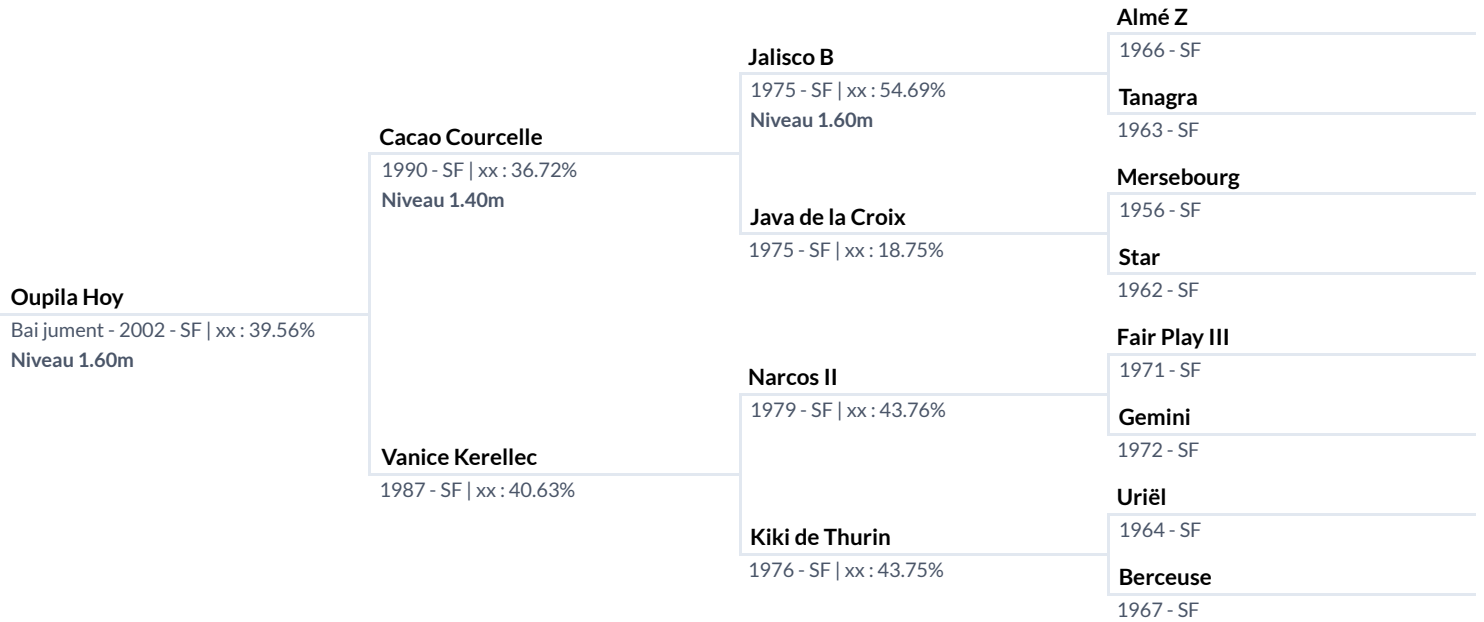 Oupila Hoy
Bai jument - 2002 - SF | xx : 39.56%
Niveau 1.60m
Cacao Courcelle
1990 - SF | xx : 36.72%
Niveau 1.40m
Vanice Kerellec
1987 - SF | xx : 40.63%
Jalisco B
1975 - SF | xx : 54.69%
Niveau 1.60m
Java de la Croix
1975 - SF | xx : 18.75%
Narcos II
1979 - SF | xx : 43.76%
Kiki de Thurin
1976 - SF | xx : 43.75%
Almé Z
1966 - SF
Tanagra
1963 - SF
Mersebourg
1956 - SF
Star
1962 - SF
Fair Play III
1971 - SF
Gemini
1972 - SF
Uriël
1964 - SF
Berceuse
1967 - SF